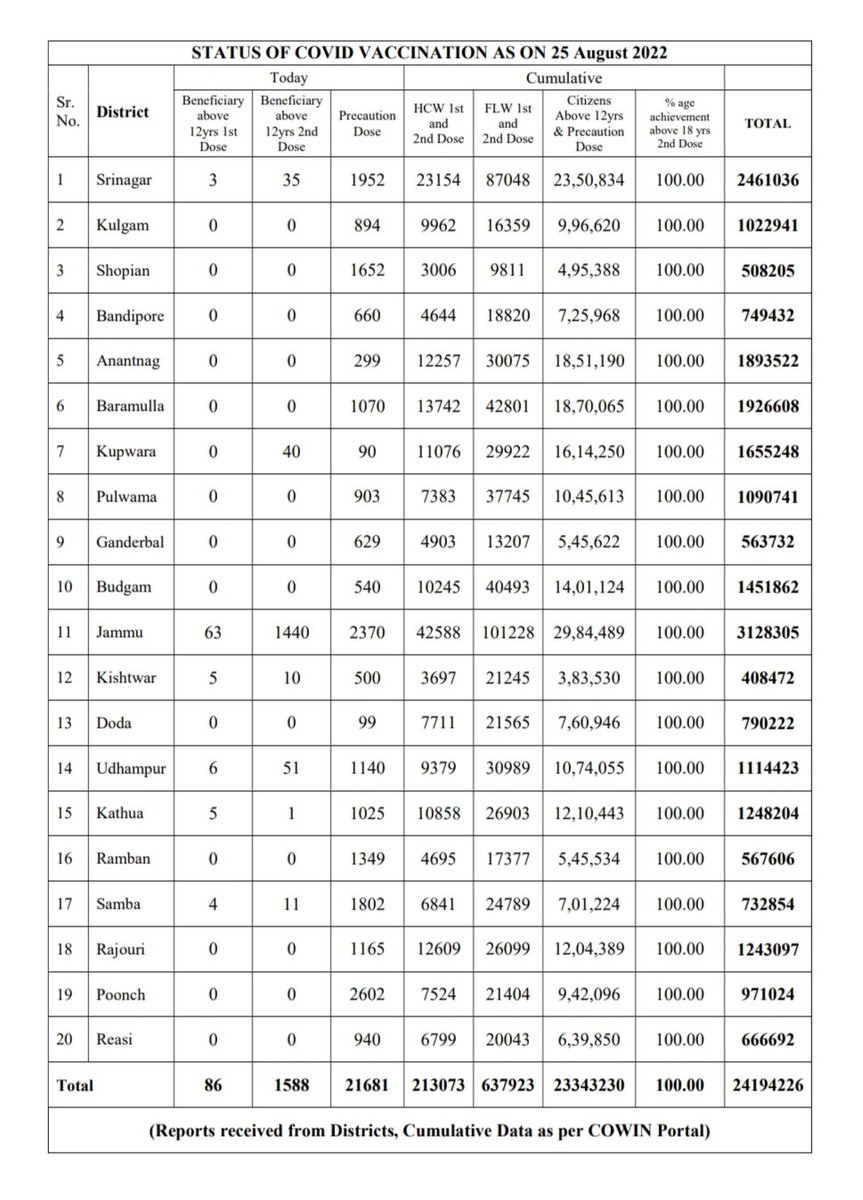 STATUS OF COVID VACCINATION AS ON 25 August 2022
Sr. No. District Today Cumulative
Beneficiary above 12yrs 1st Dose Beneficiary above 12yrs 2nd Dose Precaution Dose HCW 1st and 2nd Dose FLW 1st and 2nd Dose Citizens Above 12yrs & Precaution Dose % age achievement above 18 yrs 2nd Dose TOTAL
1 Srinagar 3 35 1952 23154 87048 23,50,834 100.00 2461036
2 Kulgam 0 0 894 9962 16359 9,96,620 100.00 1022941
3 Shopian 0 0 1652 3006 9811 4,95,388 100.00 508205
4 Bandipore 0 0 660 4644 18820 7,25,968 100.00 749432
5 Anantnag 0 0 299 12257 30075 18,51,190 100.00 1893522
6 Baramulla 0 0 1070 13742 42801 18,70,065 100.00 1926608
7 Kupwara 0 40 90 11076 29922 16,14,250 100.00 1655248
8 Pulwama 0 0 903 7383 37745 10,45,613 100.00 1090741
9 Ganderbal 0 0 629 4903 13207 5,45,622 100.00 563732
10 Budgam 0 0 540 10245 40493 14,01,124 100.00 1451862
11 Jammu 63 1440 2370 42588 101228 29,84,489 100.00 3128305
12 Kishtwar 5 10 500 3697 21245 3,83,530 100.00 408472
13 Doda 0 0 99 7711 21565 7,60,946 100.00 790222
14 Udhampur 6 51 1140 9379 30989 10,74,055 100.00 1114423
15 Kathua 5 1 1025 10858 26903 12,10,443 100.00 1248204
16 Ramban 0 0 1349 4695 17377 5,45,534 100.00 567606
17 Samba 4 11 1802 6841 24789 7,01,224 100.00 732854
18 Rajouri 0 0 1165 12609 26099 12,04,389 100.00 1243097
19 Poonch 0 0 2602 7524 21404 9,42,096 100.00 971024
20 Reasi 0 0 940 6799 20043 6,39,850 100.00 666692
Total 86 1588 21681 213073 637923 23343230 100.00 24194226
(Reports received from Districts, Cumulative Data as per COWIN Portal)